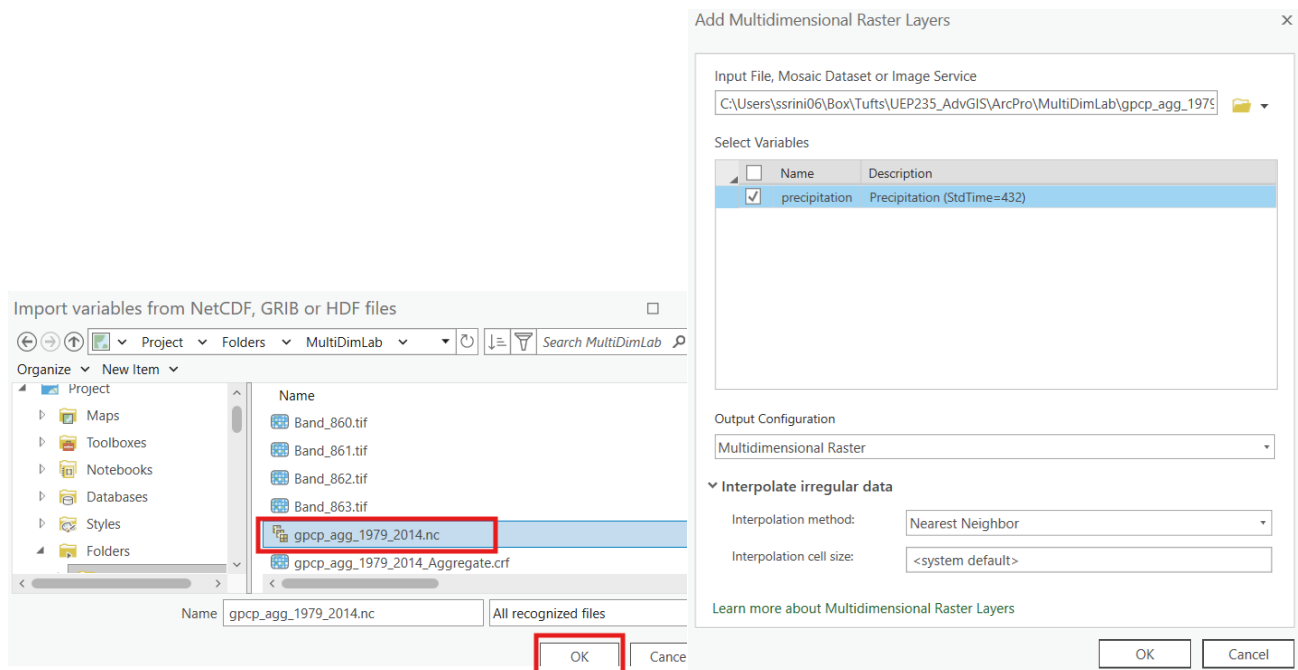 Import variables from NetCDF, GRIB or HDF files
Project Folders MultiDimLab Search MultiDimLab
Organize New Item
Project
Maps
Toolboxes
Notebooks
Databases
Styles
Folders
Name
Band_860.tif
Band_861.tif
Band_862.tif
Band_863.tif
gpcp_agg_1979_2014.nc
gpcp_agg_1979_2014_Aggregate.crf
Name gpcp_agg_1979_2014.nc All recognized files
OK Cance
Add Multidimensional Raster Layers
Input File, Mosaic Dataset or Image Service
C:\Users\ssrini06\Box\Tufts\UEP235_AdvGIS\ArcPro\MultiDimLab\gpcp_agg_1979
Select Variables
Name Description
precipitation Precipitation (StdTime=432)
Output Configuration
Multidimensional Raster
Interpolate irregular data
Interpolation method: Nearest Neighbor
Interpolation cell size: <system default>
Learn more about Multidimensional Raster Layers
OK Cancel